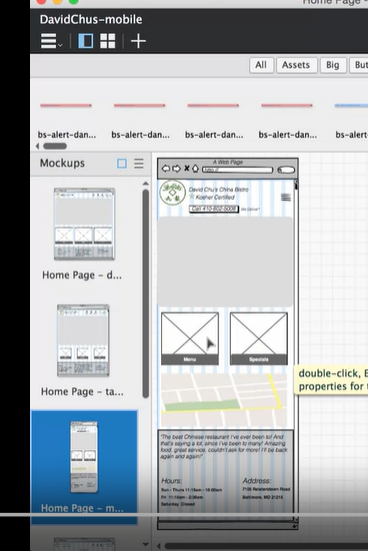 Home Page -
DavidChus-mobile
All Assets Big But
bs-alert-dan... bs-alert-dan... bs-alert-dan... bs-alert-dan... bs-alert
Mockups
Home Page - d...
Home Page - ta...
Home Page - m...
A Web Page
http://
David Chu's China Bistro
Kosher Certified
Call: 410-602-5008
Menu
Specials
double-click, E
properties for t
"The best Chinese restaurant I've ever been to! And
that's saying a lot, since I've been to many! Amazing
food, great service, couldn't ask for more! I'll be back
again and again!"
Hours:
Sun - Thurs 11:15am - 10:00am
Fri: 11:15am - 2:30am
Saturday, Closed
Address:
7105 Reisterstown Road
Baltimore, MD 21215